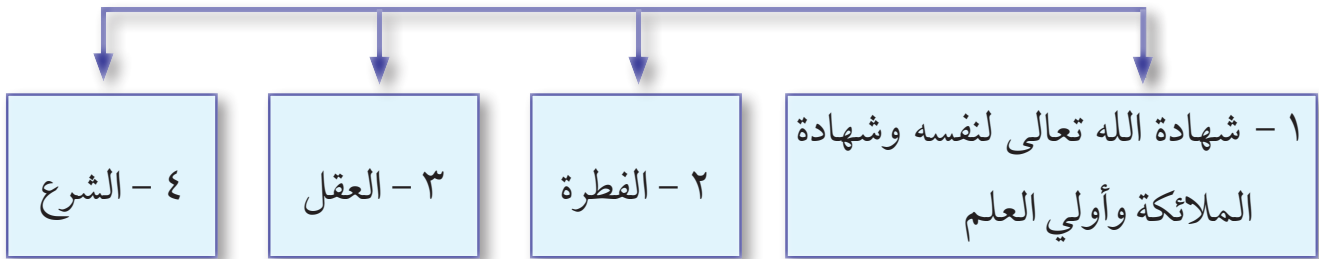 ١ – شهادة الله تعالى لنفسه وشهادة
الملائكة وأولي العلم
٢ – الفطرة
٣ – العقل
٤ – الشرع